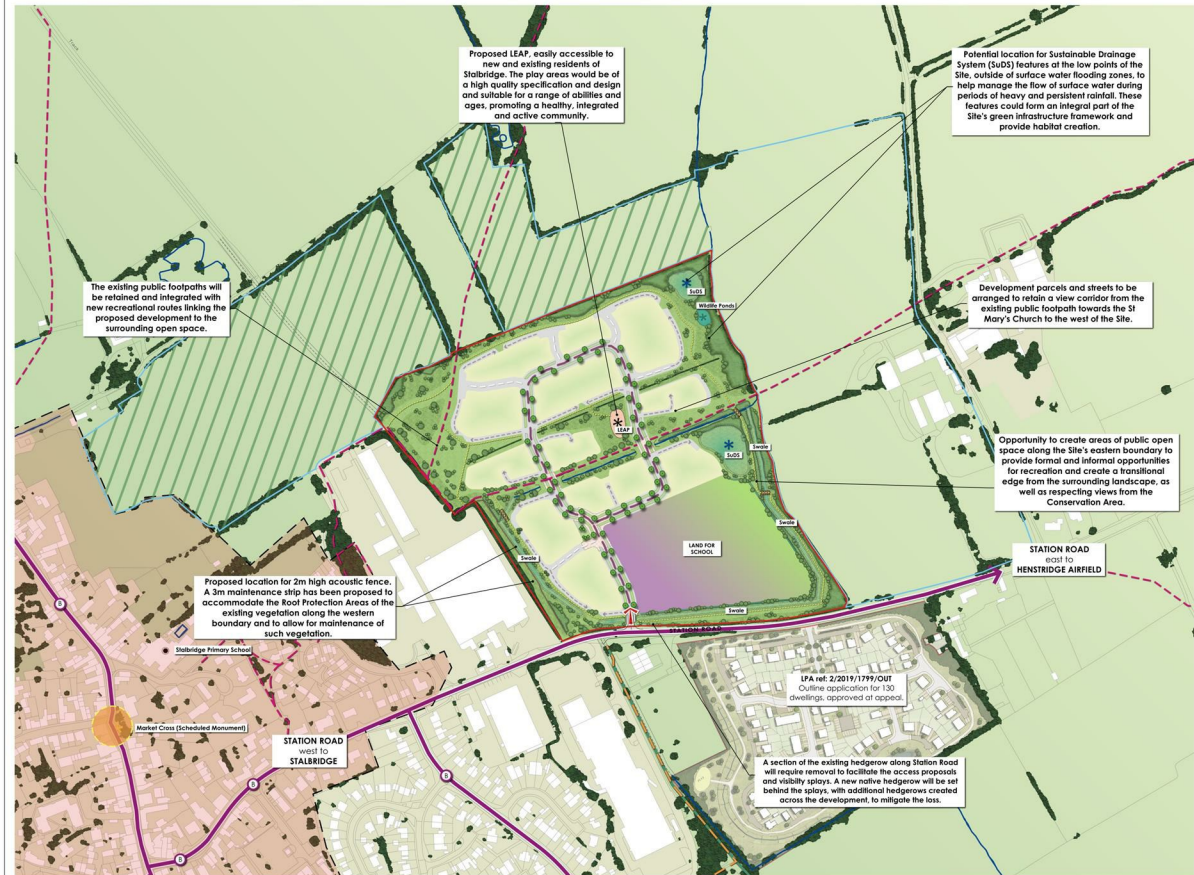 Proposed LEAP, easily accessible to
new and existing residents of
Stalbridge. The play areas would be of
a high quality specification and design
and suitable for a range of abilities and
ages, promoting a healthy, integrated
and active community.
Potential location for Sustainable Drainage
System (SuDS) features at the low points of the
Site, outside of surface water flooding zones, to
help manage the flow of surface water during
periods of heavy and persistent rainfall. These
features could form an integral part of the
Site's green infrastructure framework and
provide habitat creation.
The existing public footpaths will
be retained and integrated with
new recreational routes linking the
proposed development to the
surrounding open space.
SuDS
Wildlife Ponds
Development parcels and streets to be
arranged to retain a view corridor from the
existing public footpath towards the St
Mary's Church to the west of the Site.
LEAP
SuDS
Swale
Opportunity to create areas of public open
space along the Site's eastern boundary to
provide formal and informal opportunities
for recreation and create a transitional
edge from the surrounding landscape, as
well as respecting views from the
Conservation Area.
Swale
LAND FOR
SCHOOL
Swale
STATION ROAD
east to
HENSTRIDGE AIRFIELD
Proposed location for 2m high acoustic fence.
A 3m maintenance strip has been proposed to
accommodate the Root Protection Areas of the
existing vegetation along the western
boundary and to allow for maintenance of
such vegetation.
Swale
STATION ROAD
B
Stalbridge Primary School
LPA ref: 2/2019/1799/OUT
Outline application for 130
dwellings, approved at appeal.
Market Cross (Scheduled Monument)
STATION ROAD
west to
STALBRIDGE
B
B
A section of the existing hedgerow along Station Road
will require removal to facilitate the access proposals
and visibilty splays. A new native hedgerow will be set
behind the splays, with additional hedgerows created
across the development, to mitigate the loss.
B